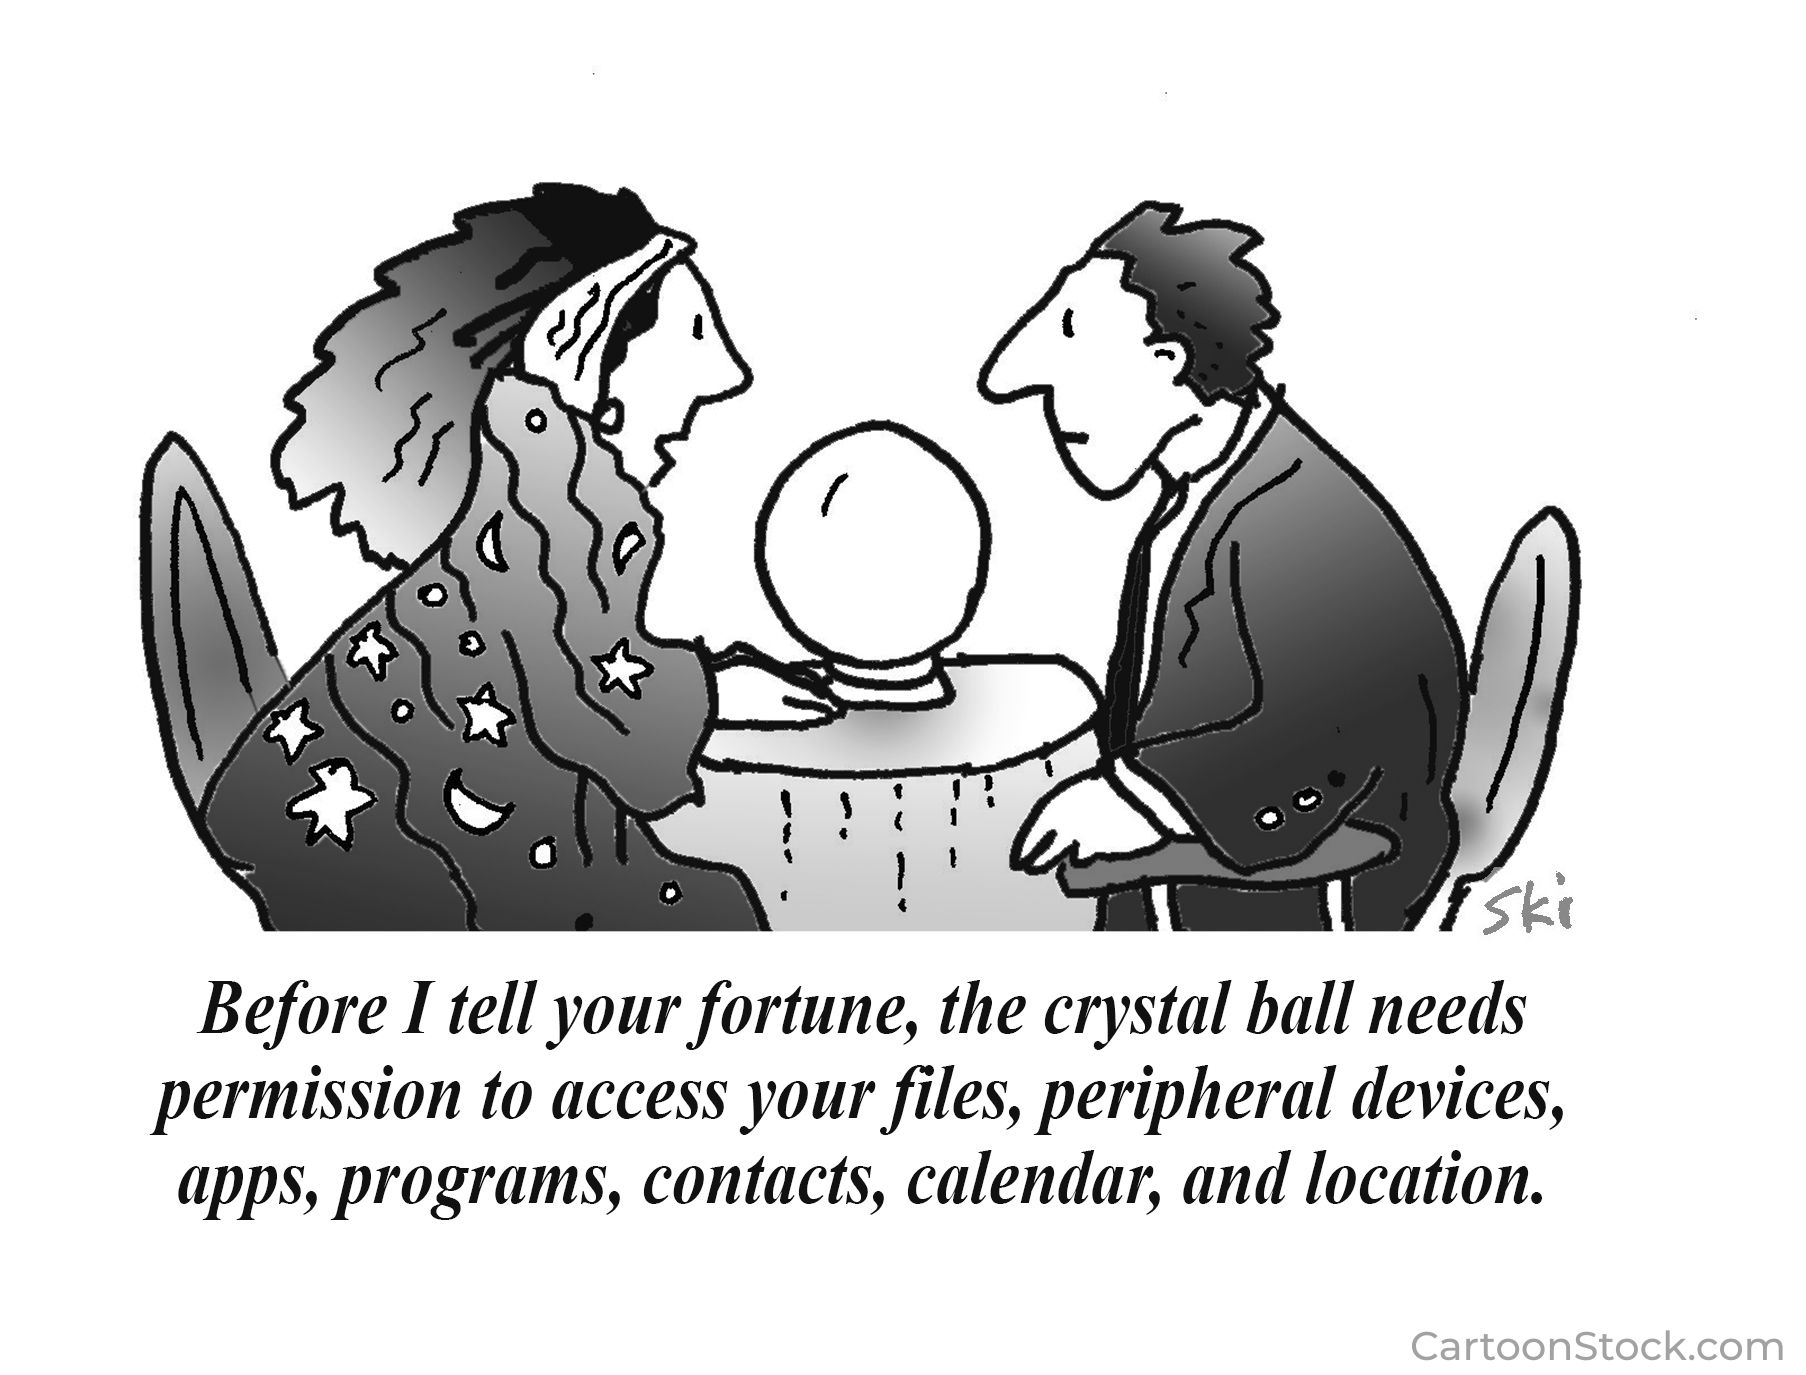 ski
Before I tell your fortune, the crystal ball needs
permission to access your files, peripheral devices,
apps, programs, contacts, calendar, and location.
CartoonStock.com